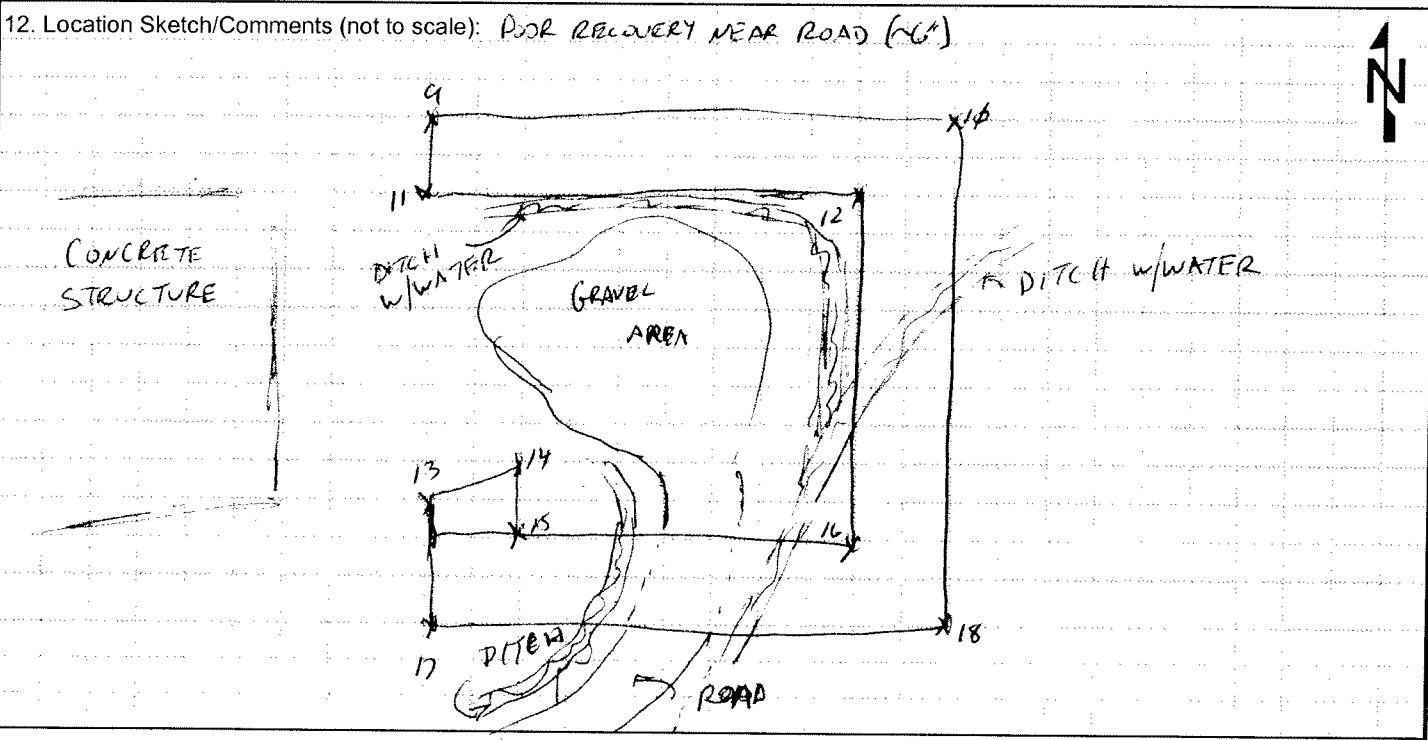 12. Location Sketch/Comments (not to scale): POOR RECOVERY NEAR ROAD (~6")
N
9
10
11
12
CONCRETE
STRUCTURE
DITCH
W/WATER
GRAVEL
AREA
DITCH W/WATER
13
14
15
16
17
DITCH
18
ROAD